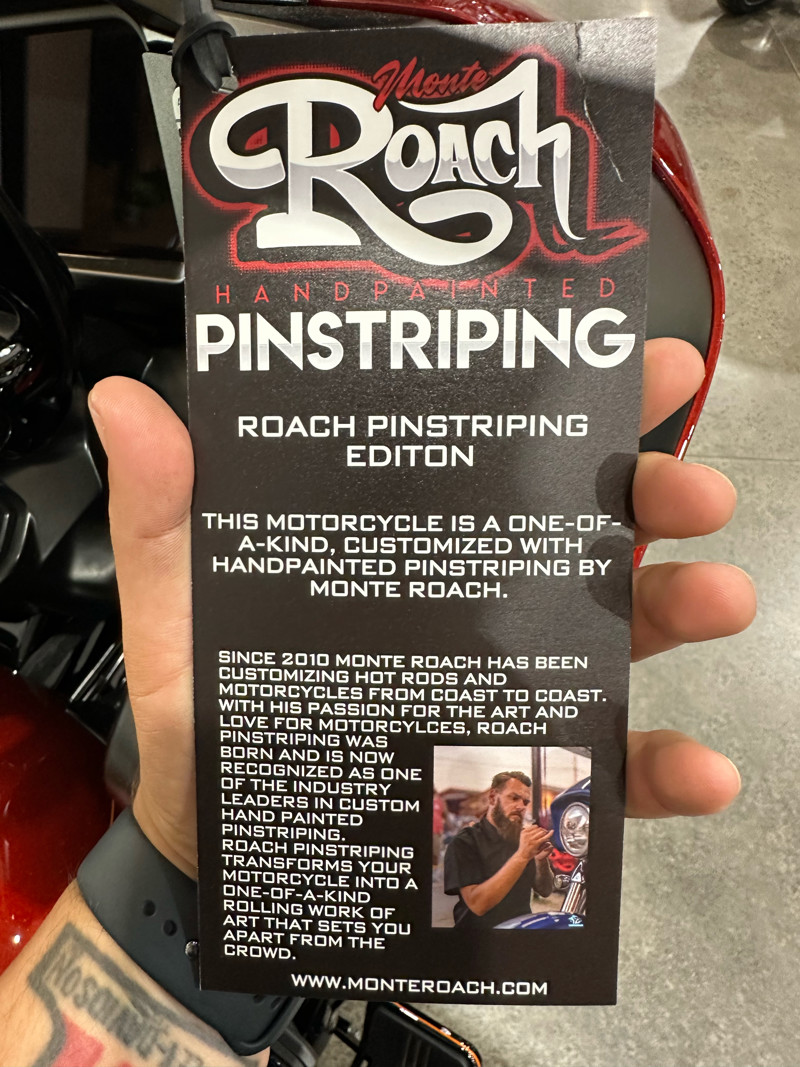 Monte
ROACH
HANDPAINTED
PINSTRIPING
ROACH PINSTRIPING
EDITON
THIS MOTORCYCLE IS A ONE-OF-
A-KIND, CUSTOMIZED WITH
HANDPAINTED PINSTRIPING BY
MONTE ROACH.
SINCE 2010 MONTE ROACH HAS BEEN
CUSTOMIZING HOT RODS AND
MOTORCYCLES FROM COAST TO COAST.
WITH HIS PASSION FOR THE ART AND
LOVE FOR MOTORCYLCES, ROACH
PINSTRIPING WAS
BORN AND IS NOW
RECOGNIZED AS ONE
OF THE INDUSTRY
LEADERS IN CUSTOM
HAND PAINTED
PINSTRIPING.
ROACH PINSTRIPING
TRANSFORMS YOUR
MOTORCYCLE INTO A
ONE-OF-A-KIND
ROLLING WORK OF
ART THAT SETS YOU
APART FROM THE
CROWD.
WWW.MONTEROACH.COM